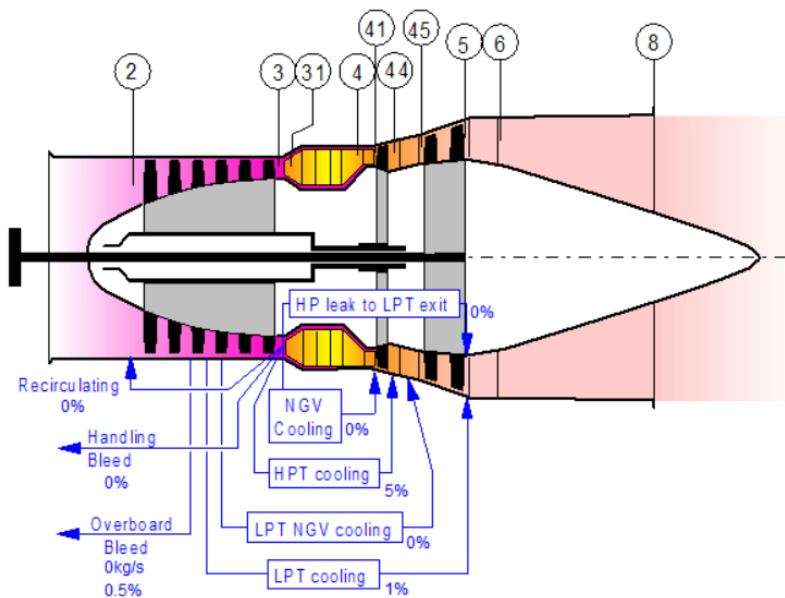 2
3
31
4
41
44
45
5
6
8
HP leak to LPT exit
0%
Recirculating
0%
NGV
Cooling
0%
Handling
Bleed
0%
HPT cooling
5%
Overboard
Bleed
0kg/s
0.5%
LPT NGV cooling
0%
LPT cooling
1%